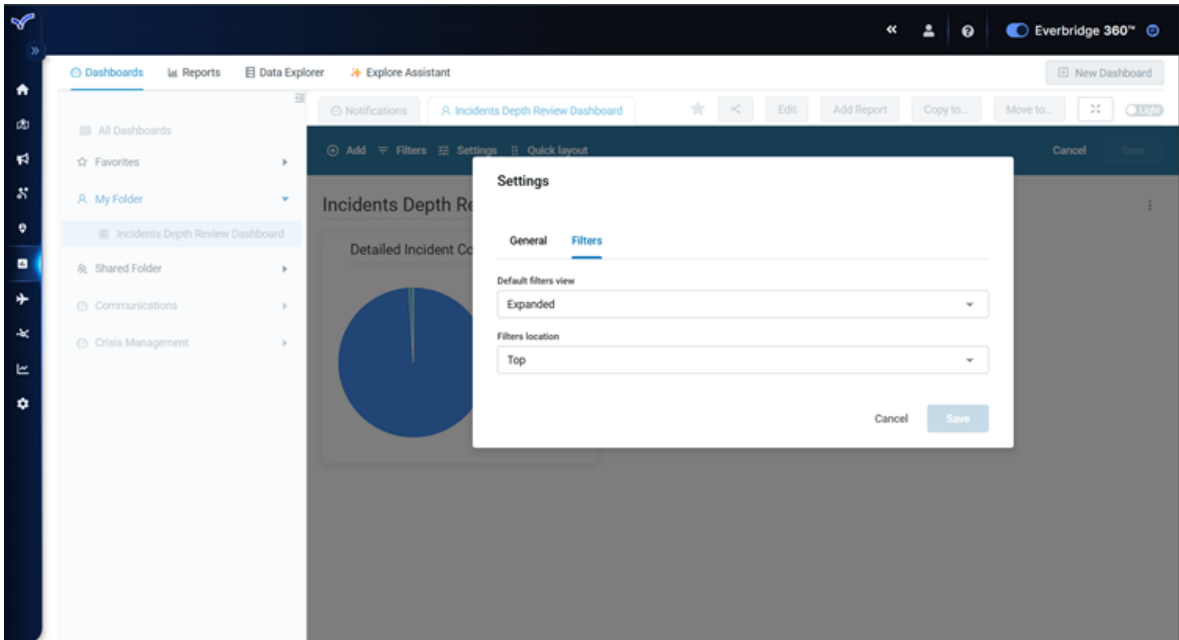 Everbridge 360™
Dashboards Reports Data Explorer Explore Assistant
New Dashboard
Notifications Incidents Depth Review Dashboard Edit Add Report Copy to... Move to... Light
All Dashboards
Favorites
My Folder
Incidents Depth Review Dashboard
Shared Folder
Communications
Crisis Management
Add Filters Settings Quick layout Cancel Save
Incidents Depth Re
Detailed Incident Co
Settings
General Filters
Default filters view
Expanded
Filters location
Top
Cancel Save